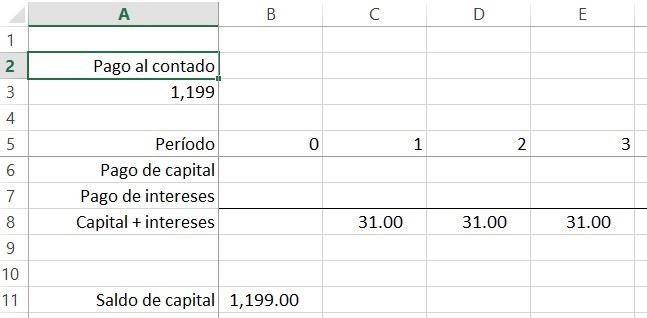 A B C D E
1
2 Pago al contado
3 1,199
4
5 Período 0 1 2 3
6 Pago de capital
7 Pago de intereses
8 Capital + intereses 31.00 31.00 31.00
9
10
11 Saldo de capital 1,199.00